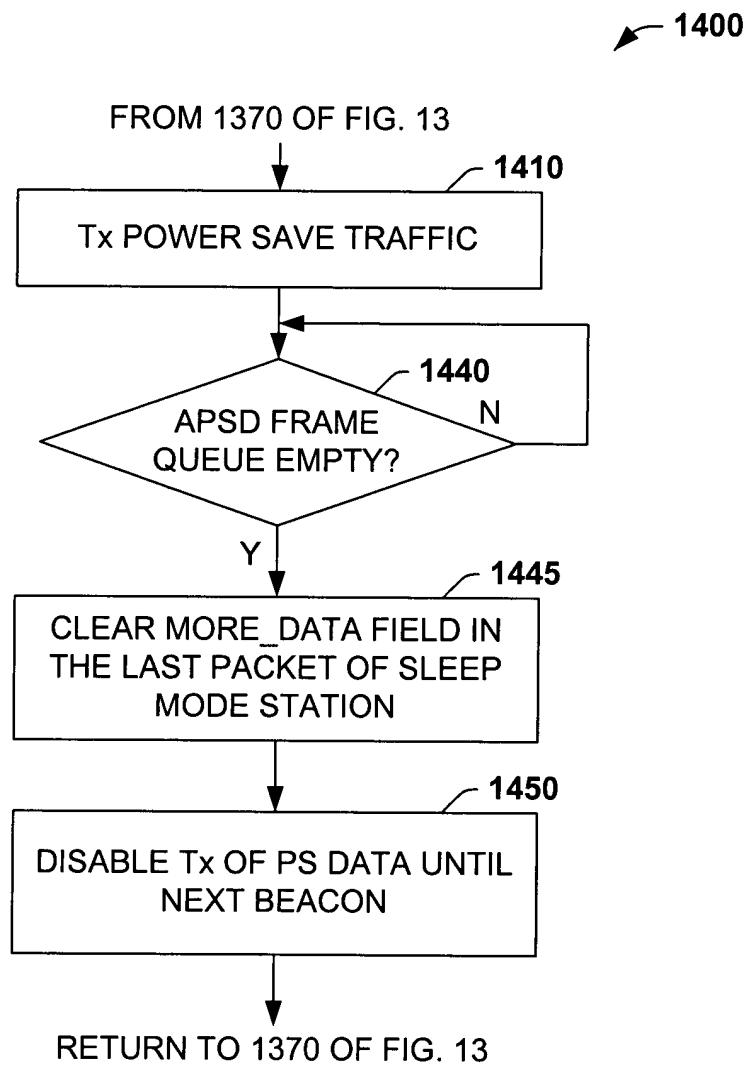 1400
FROM 1370 OF FIG. 13
1410
Tx POWER SAVE TRAFFIC
1440
APSD FRAME
QUEUE EMPTY?
N
Y
1445
CLEAR MORE_DATA FIELD IN
THE LAST PACKET OF SLEEP
MODE STATION
1450
DISABLE Tx OF PS DATA UNTIL
NEXT BEACON
RETURN TO 1370 OF FIG. 13